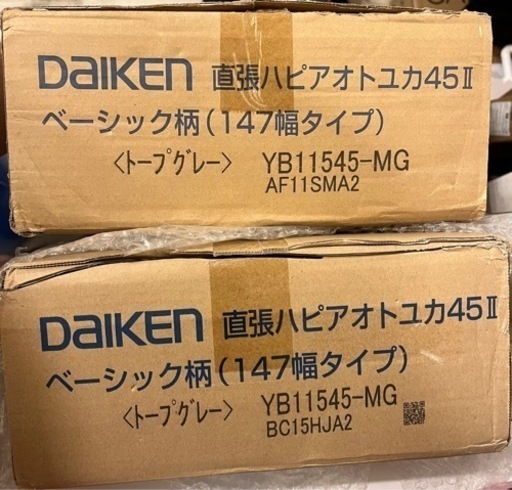 DAIKEN 直張ハピアオトユカ45Ⅱ
ベーシック柄(147幅タイプ)
〈トープグレー〉 YB11545-MG
AF11SMA2
DAIKEN 直張ハピアオトユカ45Ⅱ
ベーシック柄(147幅タイプ)
〈トープグレー〉 YB11545-MG
BC15HJA2